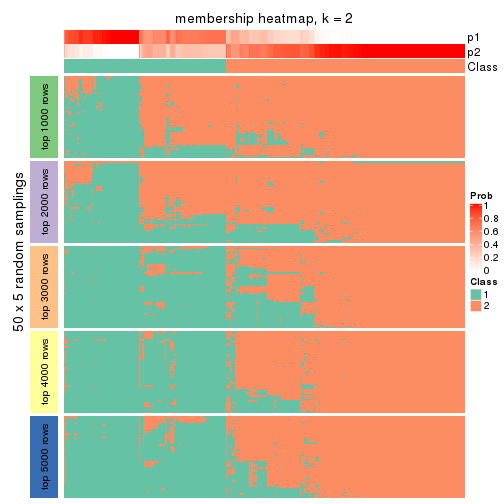 membership heatmap, k = 2
p1
p2
Class
50 x 5 random samplings
top 1000 rows
top 2000 rows
top 3000 rows
top 4000 rows
top 5000 rows
Prob
1
0.8
0.6
0.4
0.2
0
Class
1
2